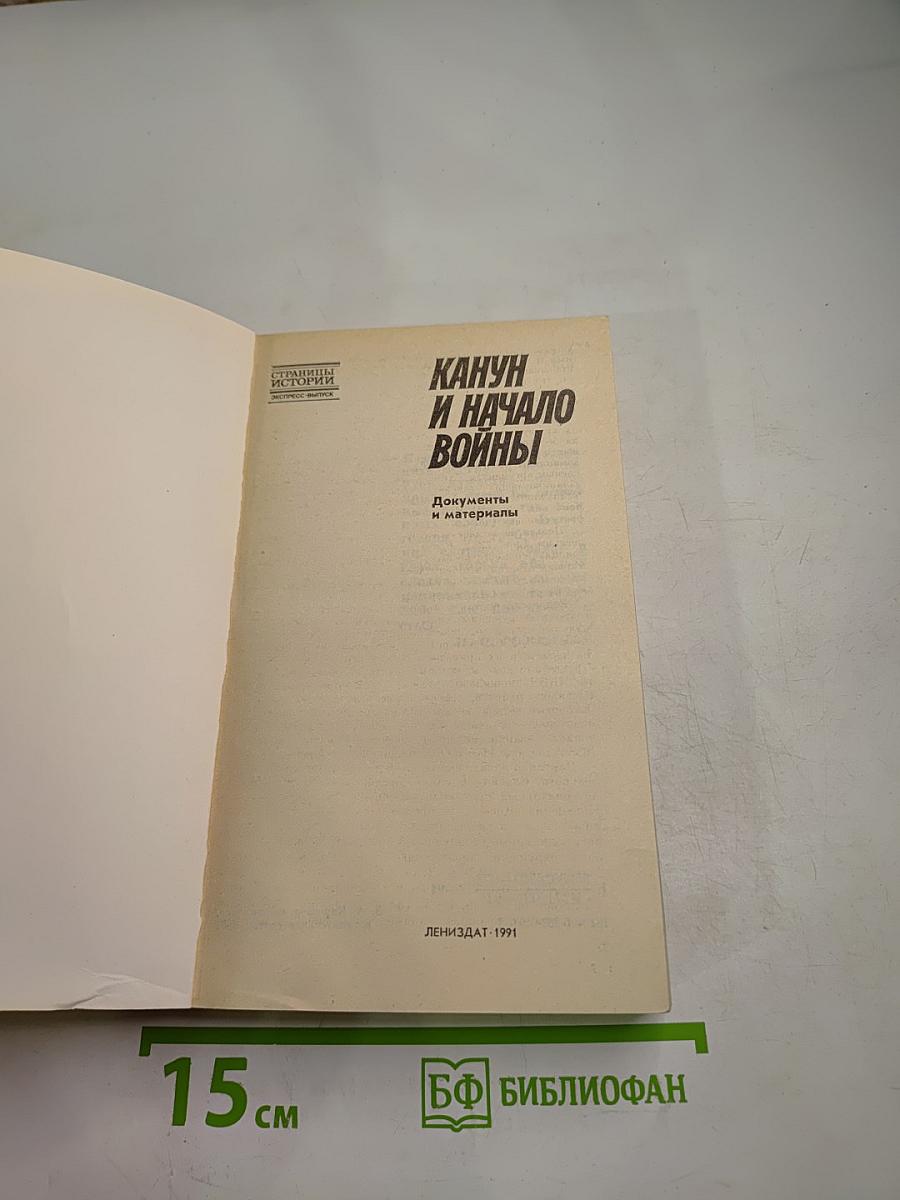 СТРАНИЦЫ
ИСТОРИИ
ЭКСПРЕСС-ВЫПУСК
КАНУН
И НАЧАЛО
ВОЙНЫ
Документы
и материалы
ЛЕНИЗДАТ·1991
15 см
БФ БИБЛИОФАН